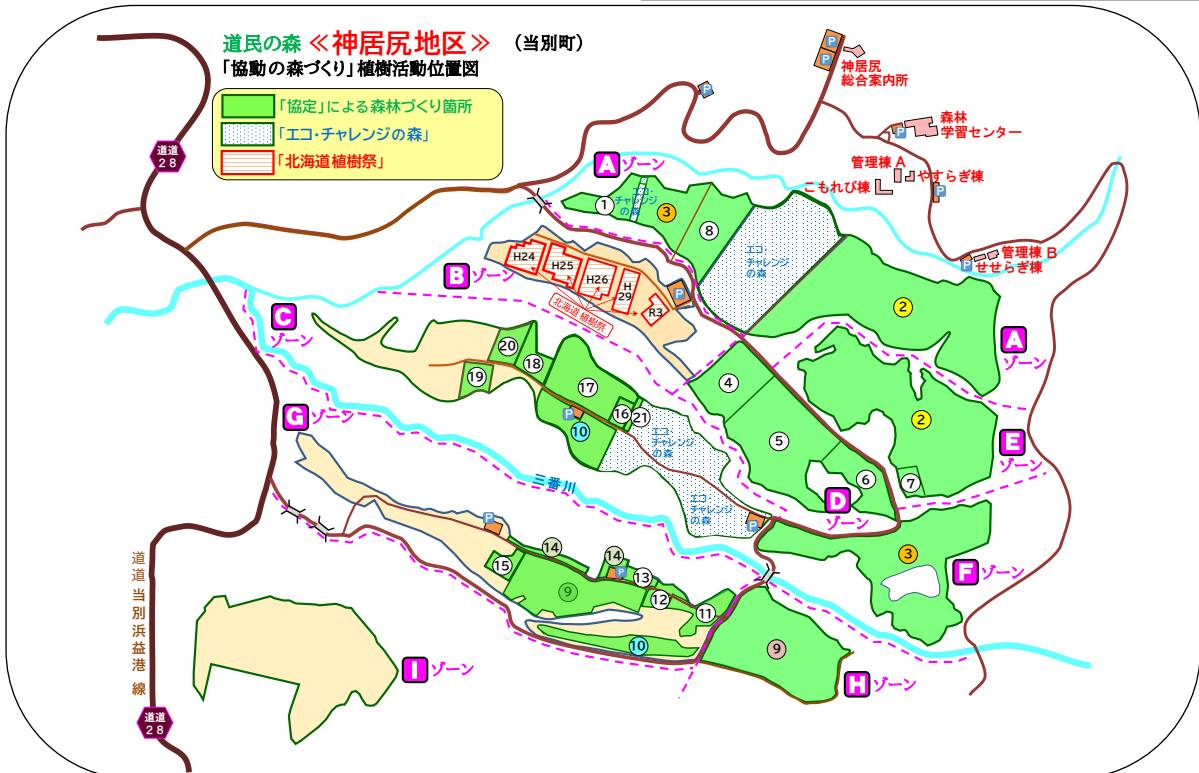 道民の森 ≪神居尻地区≫ （当別町）
「協動の森づくり」植樹活動位置図
「協定」による森林づくり箇所
「エコ・チャレンジの森」
「北海道植樹祭」
道道
28
P
P
神居尻
総合案内所
P
P
森林
学習センター
管理棟 A
やすらぎ棟
こもれび棟
P
管理棟 B
P
せせらぎ棟
A ゾーン
1
エコ・
チャレンジ
の森
3
8
エコ
・
チャレンジ
の森
2
A
ゾーン
B ゾーン
H24
H25
H26
H
29
R3
P
北海道植樹祭
C
ゾーン
20
18
19
17
16
21
P
10
エコ
・
チャレンジ
の森
エコ
・
チャレンジ
の森
P
4
5
6
D
ゾーン
2
7
E
ゾーン
3
F ゾーン
G
ゾーン
三番川
P
14
14
15
P
13
9
12
11
10
9
H ゾーン
I ゾーン
道道 当別浜益港 線
道道
28